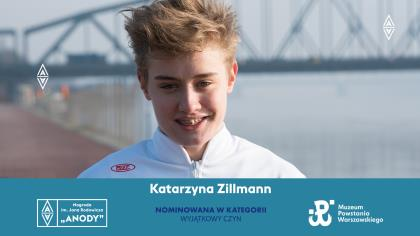 Katarzyna Zillmann
Nagroda
im. Jana Rodowicza
„ANODY”
NOMINOWANA W KATEGORII
WYJĄTKOWY CZYN
Muzeum
Powstania
Warszawskiego